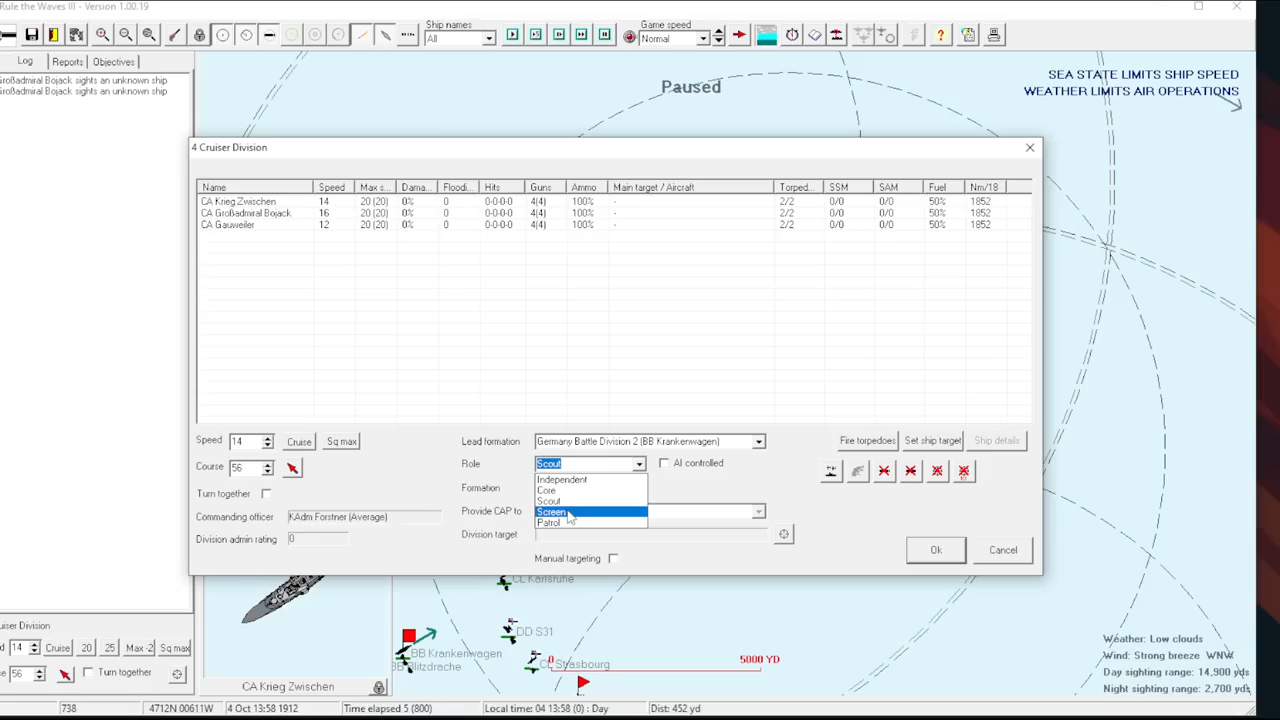 Rule the Waves III - Version 1.00.19
Ship names
All
Game speed
Normal
Log
Reports
Objectives
Großadmiral Bojack sights an unknown ship
Großadmiral Bojack sights an unknown ship
Paused
SEA STATE LIMITS SHIP SPEED
WEATHER LIMITS AIR OPERATIONS
4 Cruiser Division
Name Speed Max s... Dama... Floodi... Hits Guns Ammo Main target / Aircraft Torped... SSM SAM Fuel Nm/18
CA Krieg Zwischen 14 20 (20) 0% 0 0-0-0-0 4(4) 100% - 2/2 0/0 0/0 50% 1852
CA Großadmiral Bojack 16 20 (20) 0% 0 0-0-0-0 4(4) 100% - 2/2 0/0 0/0 50% 1852
CA Gauweiler 12 20 (20) 0% 0 0-0-0-0 4(4) 100% - 2/2 0/0 0/0 50% 1852
Speed 14 Cruise Sq max
Course 56
Turn together
Commanding officer KAdm Forstner (Average)
Division admin rating 0
Lead formation Germany Battle Division 2 (BB Krankenwagen)
Role Scout AI controlled
Independent
Core
Scout
Screen
Patrol
Formation
Provide CAP to
Division target
Manual targeting
Fire torpedoes Set ship target Ship details
Ok Cancel
CL Karlsruhe
DD S31
BB Krankenwagen
BB Blitzdrache
CL Strasbourg
0 5000 YD
Weather: Low clouds
Wind: Strong breeze WNW
Day sighting range: 14,900 yds
Night sighting range: 2,700 yds
uiser Division
d 14 Cruise 20 25 Max -2 Sq max
56 Turn together
CA Krieg Zwischen
738 4712N 00611W 4 Oct 13:58 1912 Time elapsed 5 (800) Local time: 04 13:58 (0) : Day Dist: 452 yd